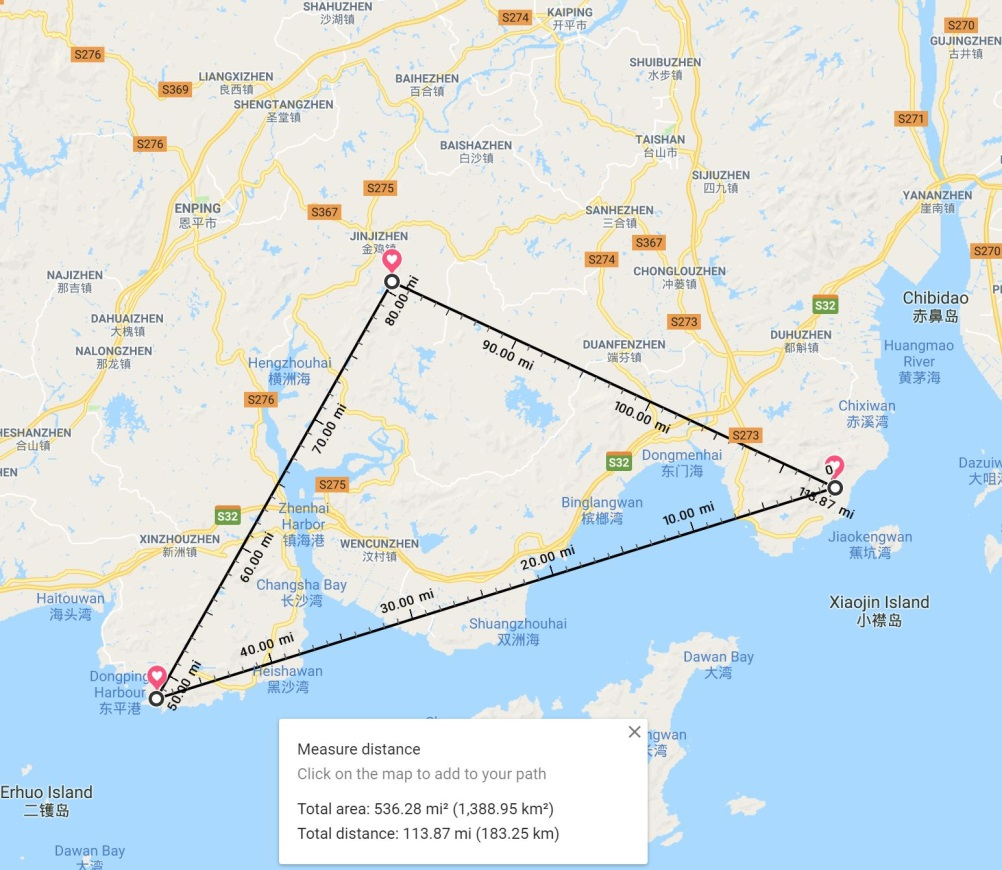 SHAHUZHEN
沙湖镇
S274
KAIPING
开平市
S270
GUJINGZHEN
古井镇
S276
SHUIBUZHEN
水步镇
LIANGXIZHEN
良西镇
BAIHEZHEN
百合镇
S369
SHENGTANGZHEN
圣堂镇
S271
S276
BAISHAZHEN
白沙镇
TAISHAN
台山市
SIJIUZHEN
四九镇
S275
YANANZHEN
崖南镇
ENPING
恩平市
S367
SANHEZHEN
三合镇
JINJIZHEN
金鸡镇
S367
S270
S274
NAJIZHEN
那吉镇
CHONGLOUZHEN
冲蒌镇
80.00 mi
Chibidao
赤鼻岛
S32
DAHUAIZHEN
大槐镇
S273
DUHUZHEN
都斛镇
NALONGZHEN
那龙镇
90.00 mi
DUANFENZHEN
端芬镇
Huangmao
River
黄茅海
Hengzhouhai
横洲海
S276
Chixiwan
赤溪湾
70.00 mi
100.00 mi
HESHANZHEN
合山镇
S273
Dongmenhai
东门海
S32
0
Dazuiw
大咀
S275
113.87 mi
S32
Zhenhai
Harbor
镇海港
Binglangwan
槟榔湾
10.00 mi
XINZHOUZHEN
新洲镇
WENCUNZHEN
汶村镇
Jiaokengwan
蕉坑湾
60.00 mi
20.00 mi
Changsha Bay
长沙湾
Haitouwan
海头湾
30.00 mi
Xiaojin Island
小襟岛
Shuangzhouhai
双洲海
40.00 mi
Dawan Bay
大湾
Dongping
Harbour
东平港
50.00 mi
Heishawan
黑沙湾
ngwan
长湾
Measure distance
Click on the map to add to your path
Total area: 536.28 mi² (1,388.95 km²)
Total distance: 113.87 mi (183.25 km)
Erhuo Island
二镬岛
Dawan Bay
大湾